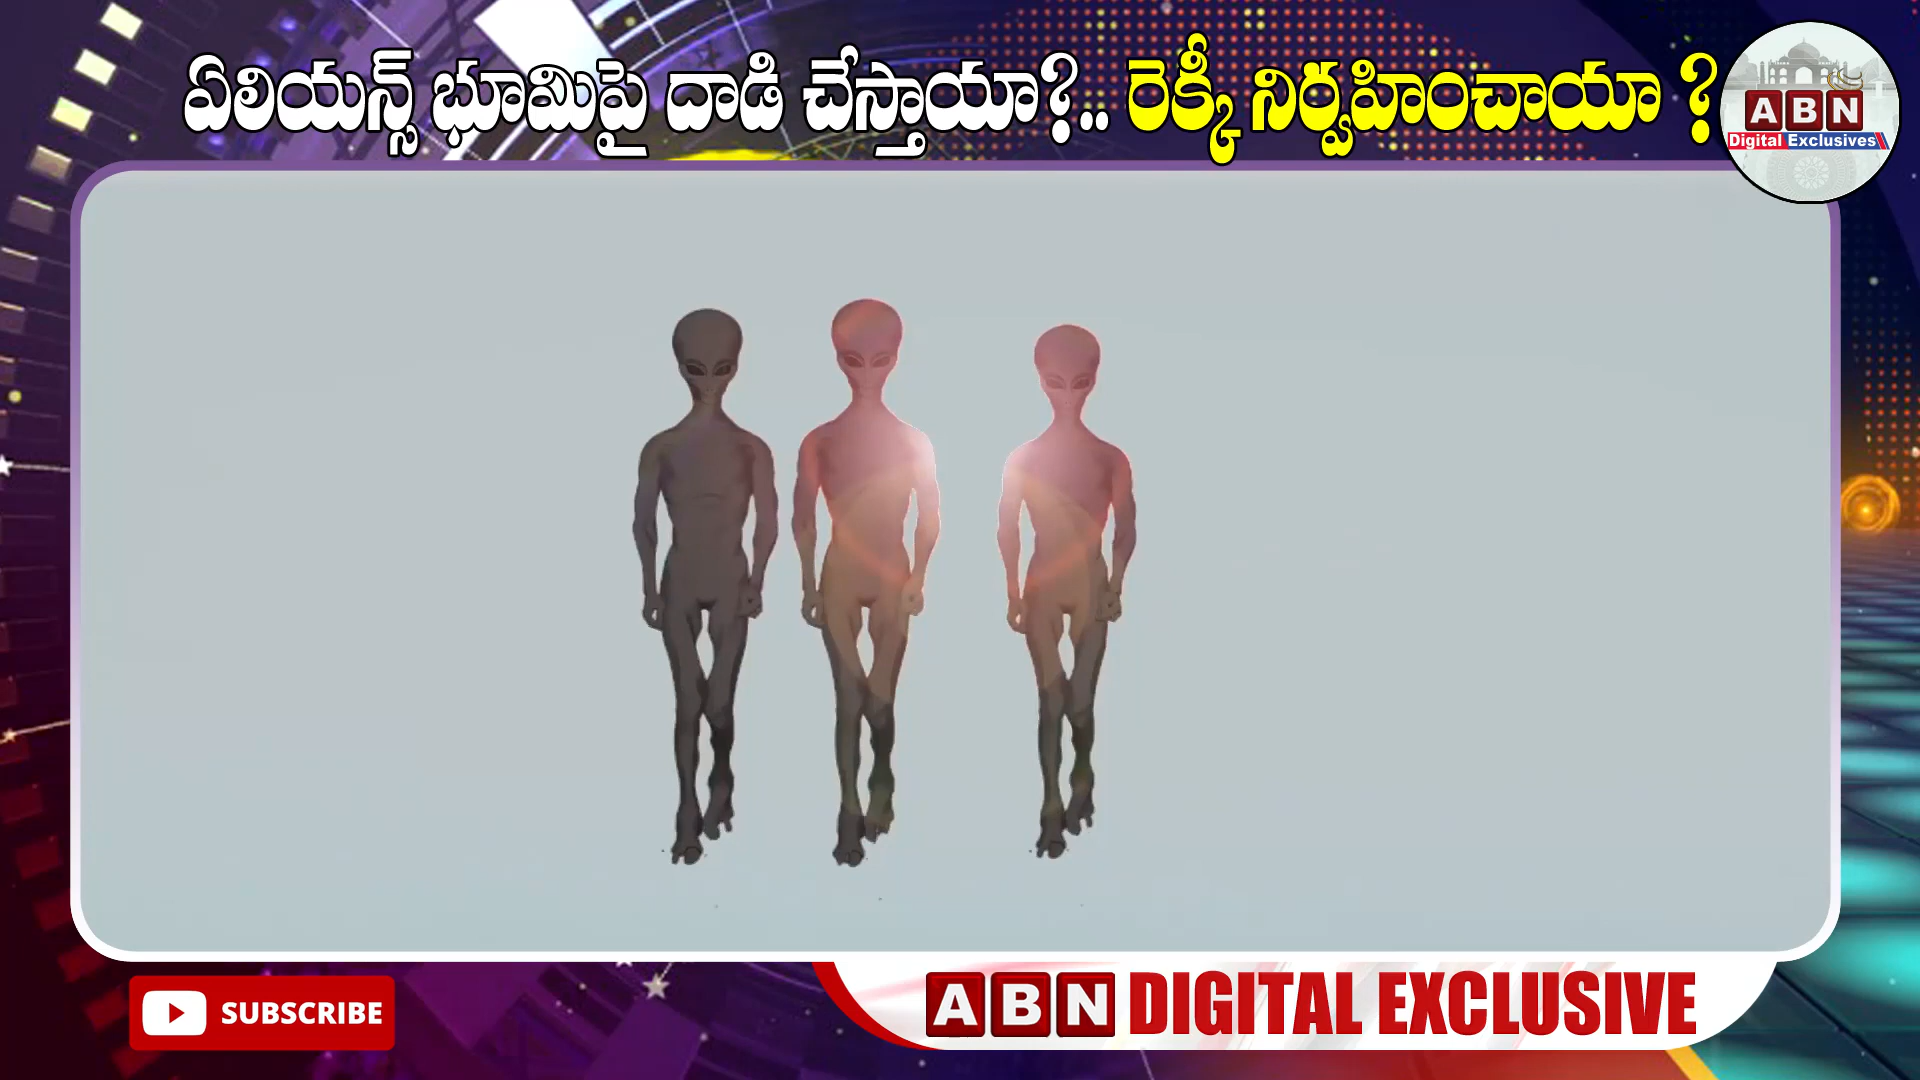 ఏలియన్స్ భూమిపై దాడి చేస్తాయా?.. రెక్కీ నిర్వహించాయా ?
ABN
Digital Exclusives
SUBSCRIBE
ABN DIGITAL EXCLUSIVE